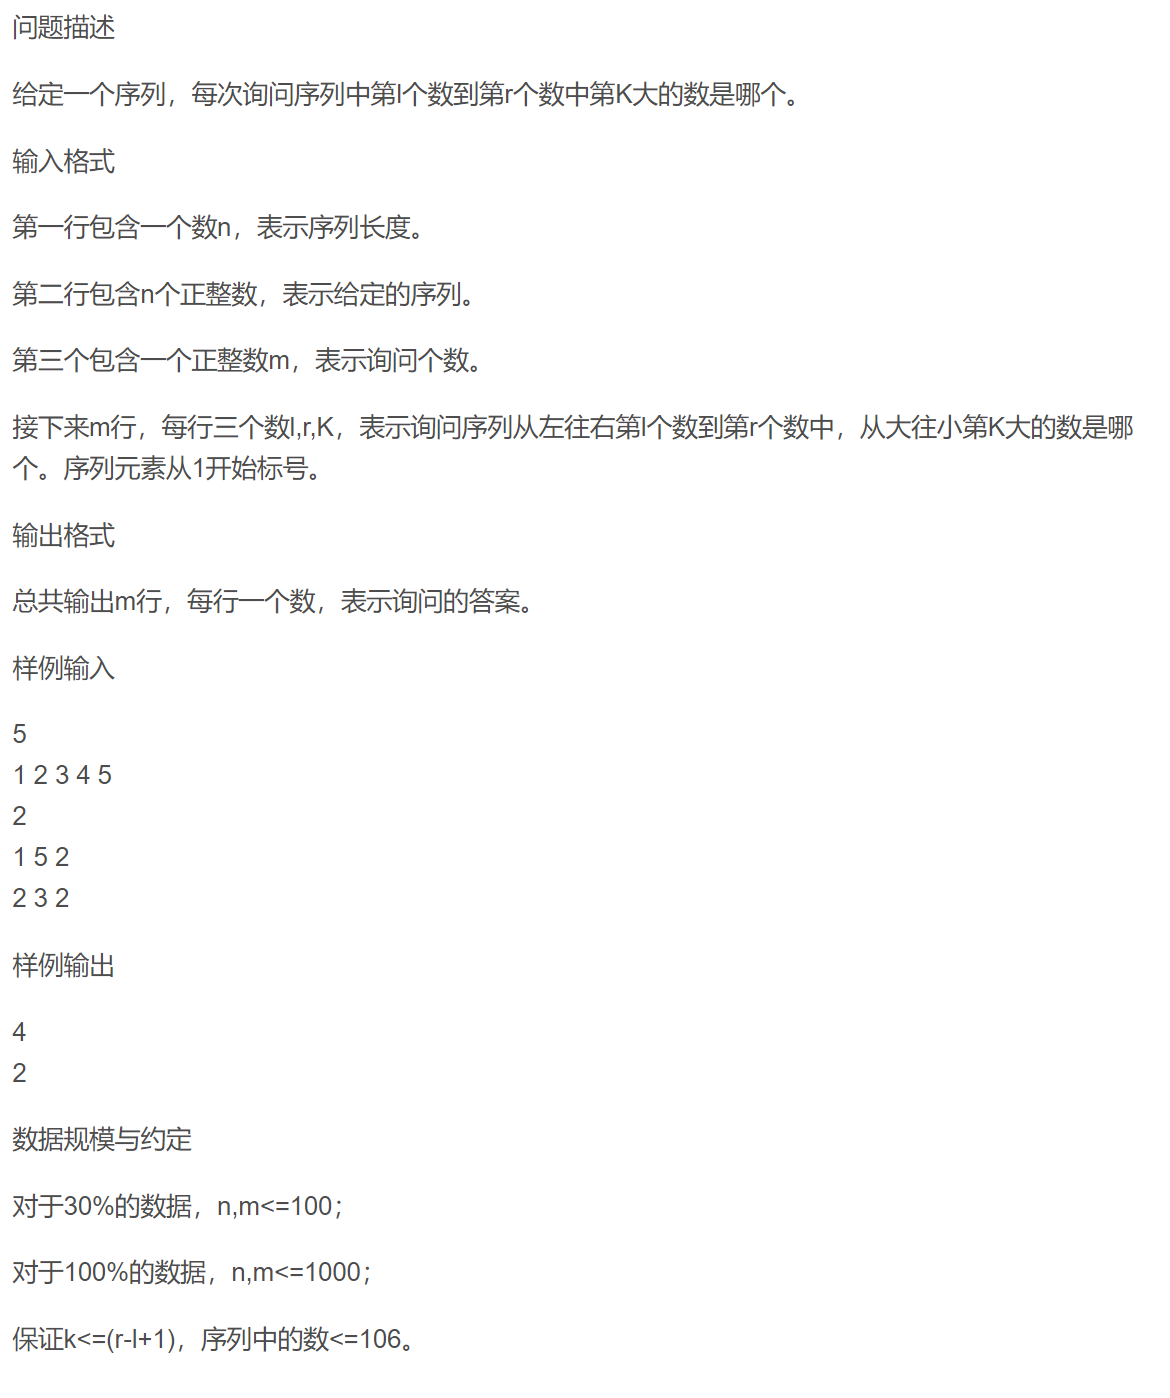 问题描述
给定一个序列，每次询问序列中第l个数到第r个数中第K大的数是哪个。
输入格式
第一行包含一个数n，表示序列长度。
第二行包含n个正整数，表示给定的序列。
第三个包含一个正整数m，表示询问个数。
接下来m行，每行三个数l,r,K，表示询问序列从左往右第l个数到第r个数中，从大往小第K大的数是哪
个。序列元素从1开始标号。
输出格式
总共输出m行，每行一个数，表示询问的答案。
样例输入
5
1 2 3 4 5
2
1 5 2
2 3 2
样例输出
4
2
数据规模与约定
对于30%的数据，n,m<=100；
对于100%的数据，n,m<=1000；
保证k<=(r-l+1)，序列中的数<=106。